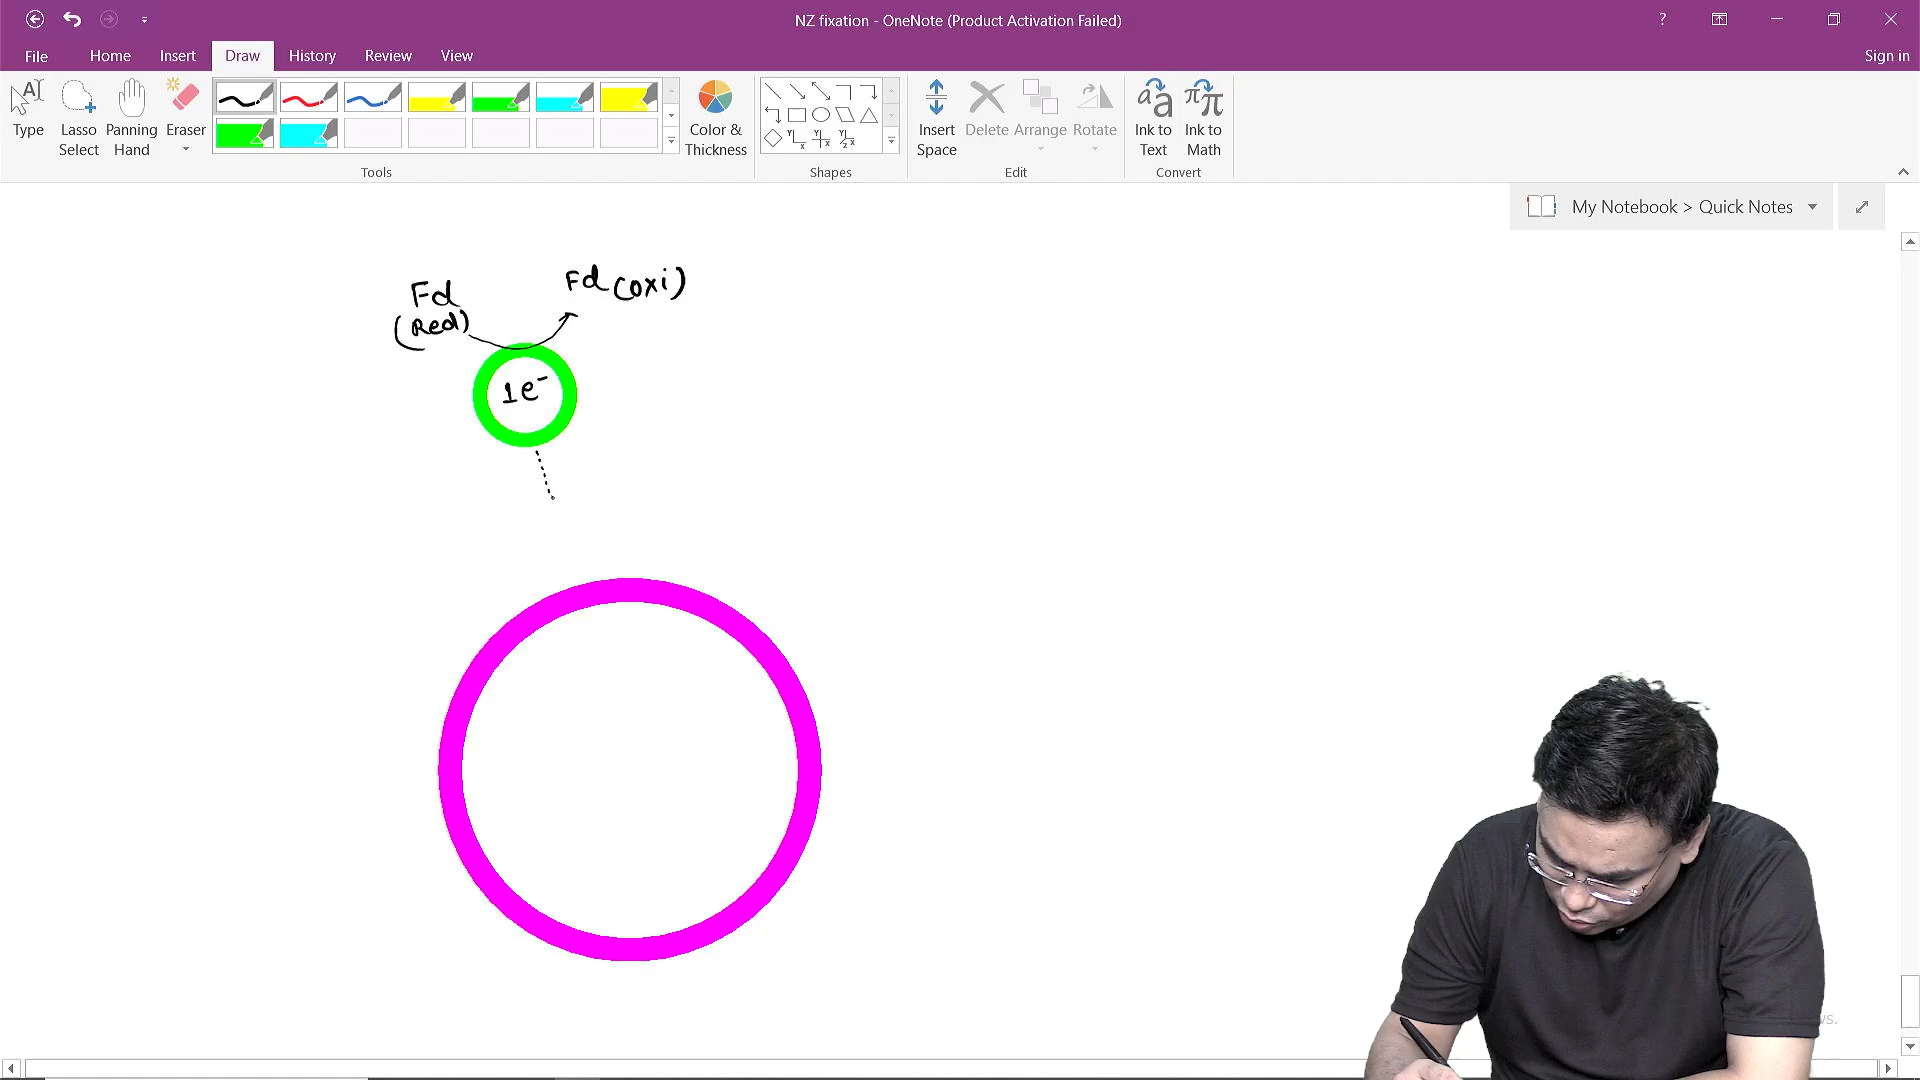 NZ fixation - OneNote (Product Activation Failed)
?
File
Home
Insert
Draw
History
Review
View
Sign in
Type
Lasso Select
Panning Hand
Eraser
Color & Thickness
Insert Space
Delete
Arrange
Rotate
Ink to Text
Ink to Math
Tools
Shapes
Edit
Convert
My Notebook > Quick Notes
Fd
(Red)
Fd (oxi)
1e⁻